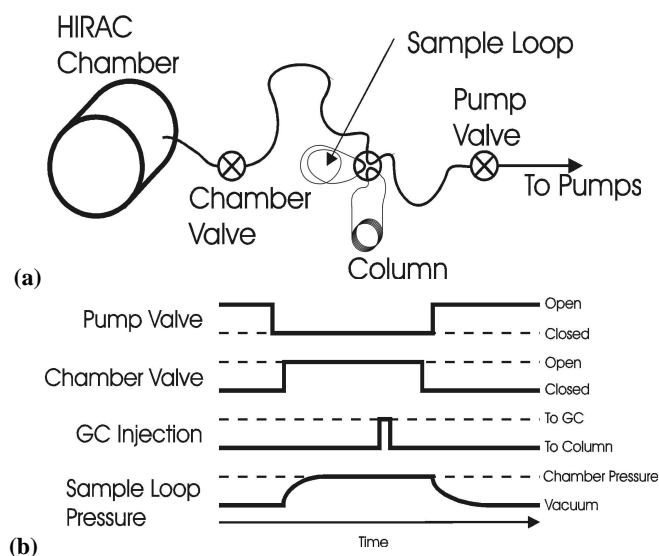 HIRAC
Chamber
Sample Loop
Pump
Valve
Chamber
Valve
To Pumps
Column
(a)
Pump Valve
Open
Closed
Chamber Valve
Open
Closed
GC Injection
To GC
To Column
Sample Loop
Pressure
Chamber Pressure
Vacuum
Time
(b)